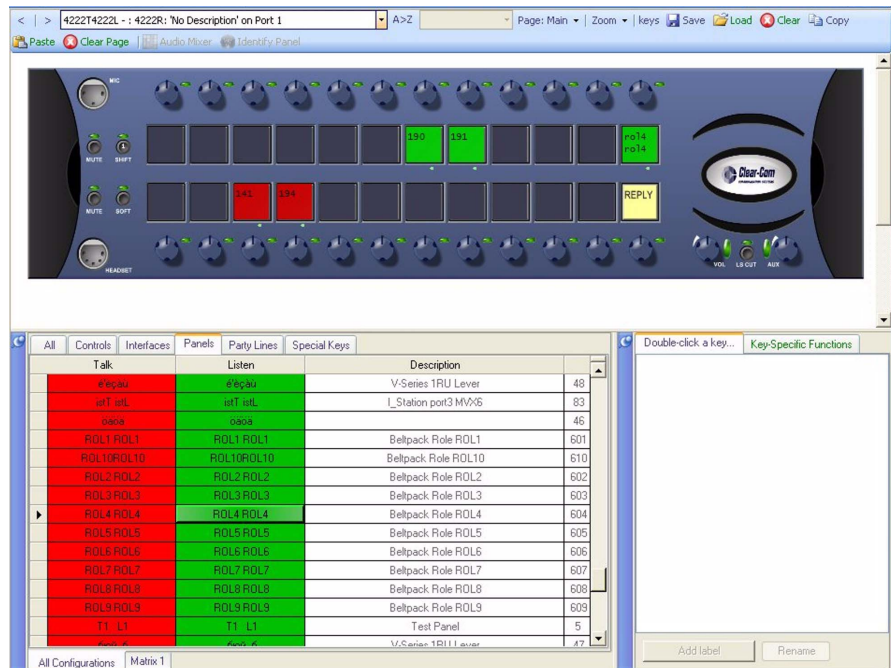 < > 4222T4222L - : 4222R: 'No Description' on Port 1 A>Z Page: Main Zoom keys Save Load Clear Copy
Paste Clear Page Audio Mixer Identify Panel
MIC
190 191 rol4 rol4
MUTE SHIFT
141 194 REPLY
MUTE SOFT
Clear-Com
HEADSET
VOL LS CUT AUX
All Controls Interfaces Panels Party Lines Special Keys
Talk Listen Description
é'èçàù é'èçàù V-Series 1RU Lever 48
istT istL istT istL I_Station port3 MVX6 83
46
ROL1 ROL1 ROL1 ROL1 Beltpack Role ROL1 601
ROL10ROL10 ROL10ROL10 Beltpack Role ROL10 610
ROL2 ROL2 ROL2 ROL2 Beltpack Role ROL2 602
ROL3 ROL3 ROL3 ROL3 Beltpack Role ROL3 603
ROL4 ROL4 ROL4 ROL4 Beltpack Role ROL4 604
ROL5 ROL5 ROL5 ROL5 Beltpack Role ROL5 605
ROL6 ROL6 ROL6 ROL6 Beltpack Role ROL6 606
ROL7 ROL7 ROL7 ROL7 Beltpack Role ROL7 607
ROL8 ROL8 ROL8 ROL8 Beltpack Role ROL8 608
ROL9 ROL9 ROL9 ROL9 Beltpack Role ROL9 609
T1 L1 T1 L1 Test Panel 5
V-Series 1RU Lever 47
All Configurations Matrix 1
Double-click a key... Key-Specific Functions
Add label Rename